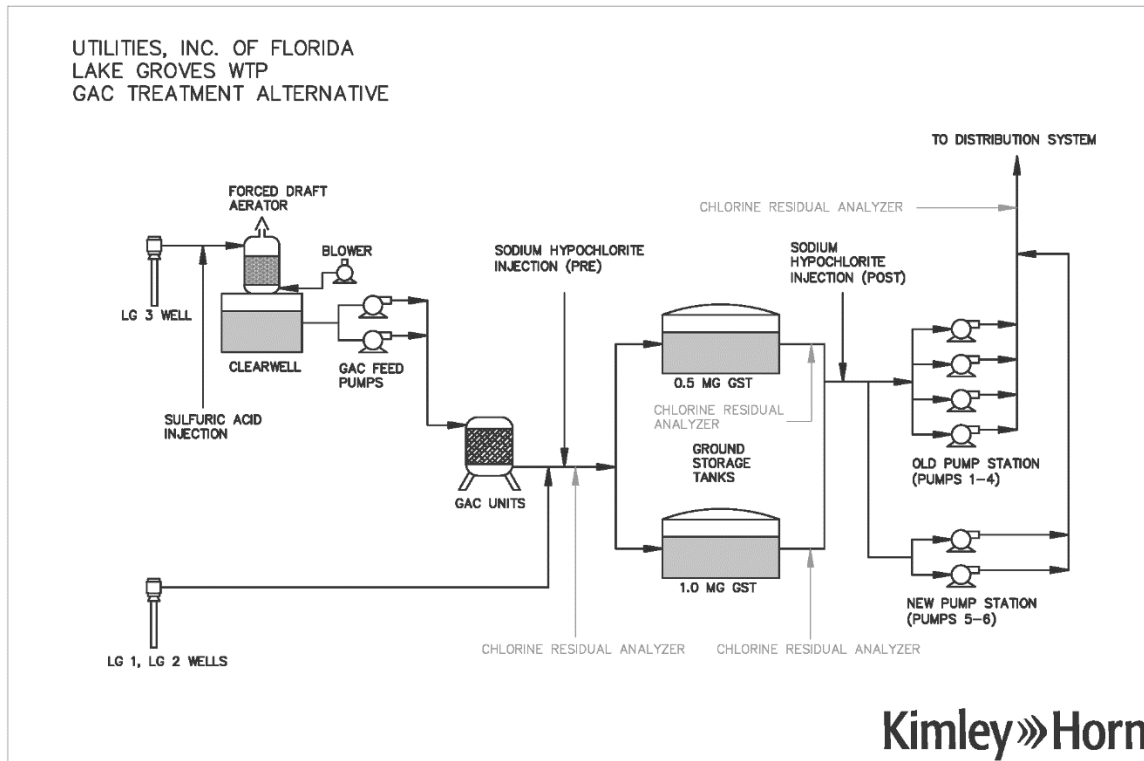 UTILITIES, INC. OF FLORIDA
LAKE GROVES WTP
GAC TREATMENT ALTERNATIVE
TO DISTRIBUTION SYSTEM
FORCED DRAFT
AERATOR
CHLORINE RESIDUAL ANALYZER
BLOWER
SODIUM HYPOCHLORITE
INJECTION (PRE)
SODIUM
HYPOCHLORITE
INJECTION (POST)
LG 3 WELL
CLEARWELL
GAC FEED
PUMPS
0.5 MG GST
SULFURIC ACID
INJECTION
CHLORINE RESIDUAL
ANALYZER
GROUND
STORAGE
TANKS
OLD PUMP STATION
(PUMPS 1-4)
GAC UNITS
1.0 MG GST
NEW PUMP STATION
(PUMPS 5-6)
CHLORINE RESIDUAL ANALYZER
CHLORINE RESIDUAL ANALYZER
LG 1, LG 2 WELLS
Kimley»Horn